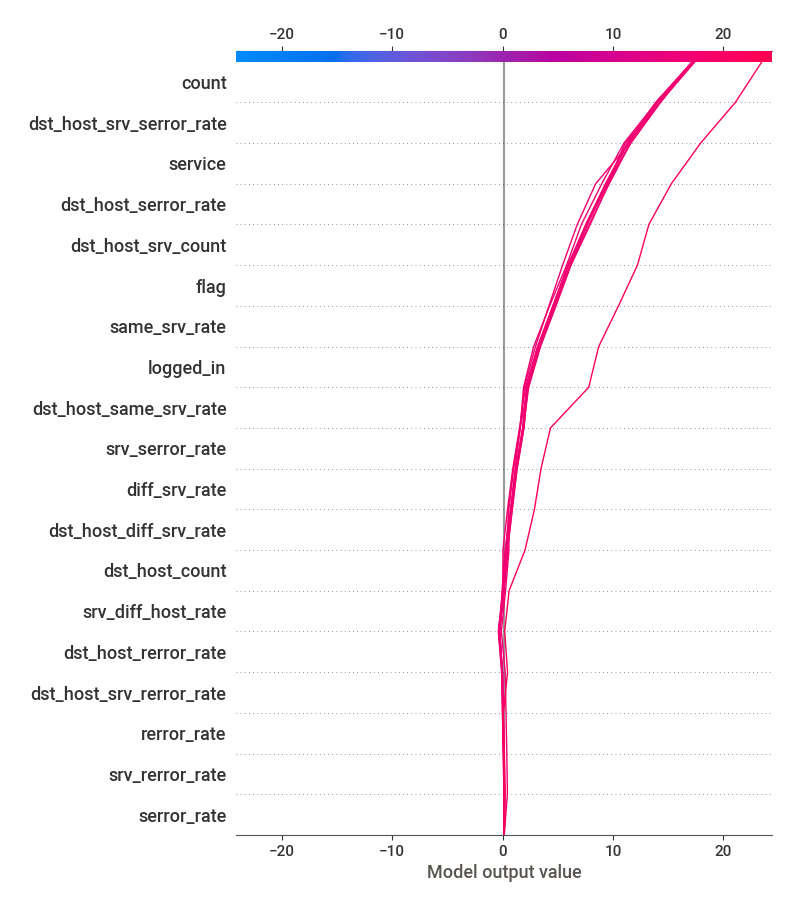 −20 −10 0 10 20
count
dst_host_srv_serror_rate
service
dst_host_serror_rate
dst_host_srv_count
flag
same_srv_rate
logged_in
dst_host_same_srv_rate
srv_serror_rate
diff_srv_rate
dst_host_diff_srv_rate
dst_host_count
srv_diff_host_rate
dst_host_rerror_rate
dst_host_srv_rerror_rate
rerror_rate
srv_rerror_rate
serror_rate
−20 −10 0 10 20
Model output value